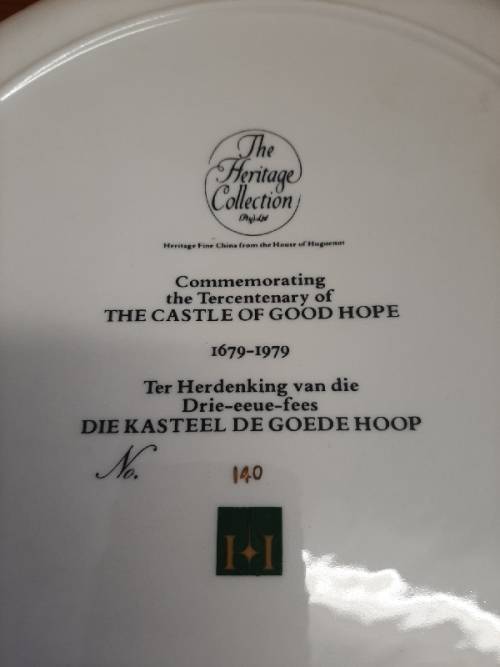 The
Heritage
Collection
(Pty) Ltd
Heritage Fine China from the House of Huguenot
Commemorating
the Tercentenary of
THE CASTLE OF GOOD HOPE
1679-1979
Ter Herdenking van die
Drie-eeue-fees
DIE KASTEEL DE GOEDE HOOP
No. 140
H